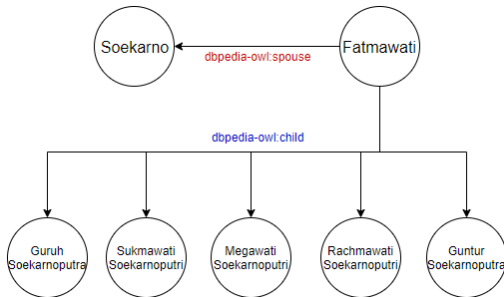 Soekarno
Fatmawati
dbpedia-owl:spouse
dbpedia-owl:child
Guruh
Soekarnoputra
Sukmawati
Soekarnoputri
Megawati
Soekarnoputri
Rachmawati
Soekarnoputri
Guntur
Soekarnoputra